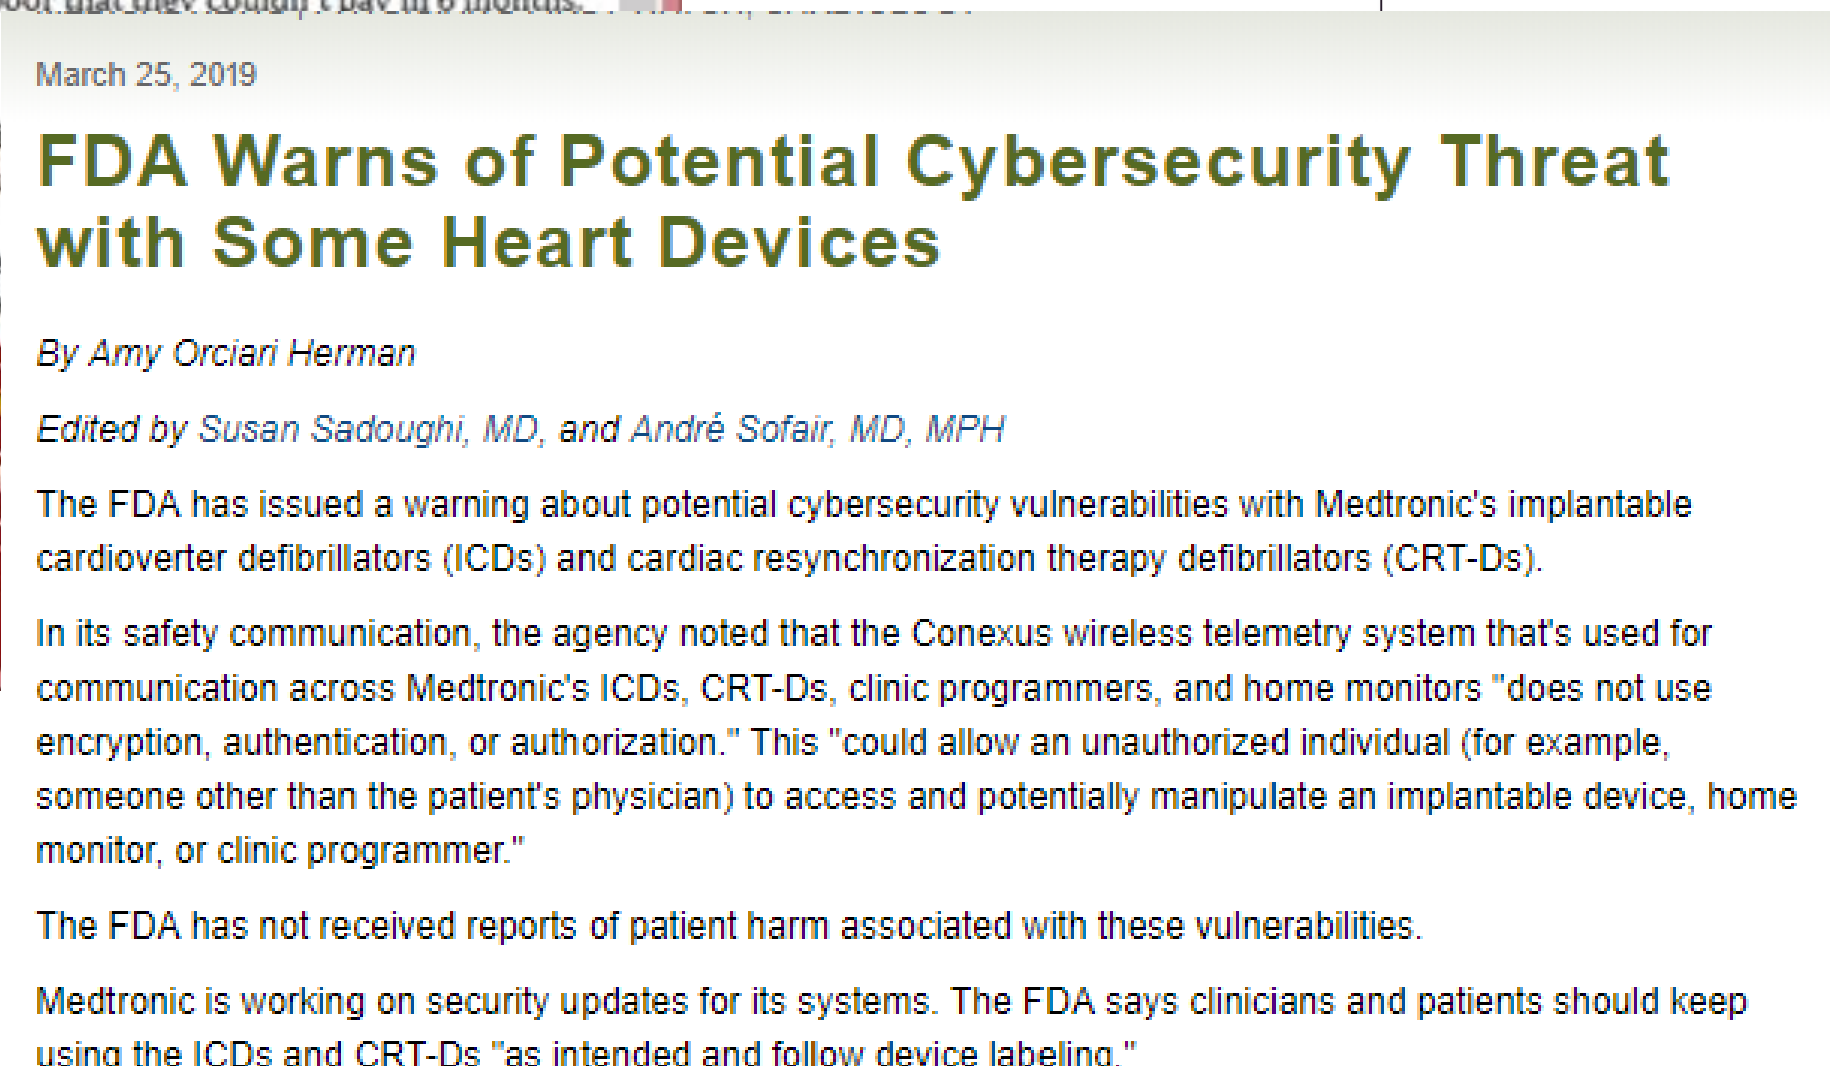 that they couldn't pay in 6 months.
March 25, 2019
FDA Warns of Potential Cybersecurity Threat
with Some Heart Devices
By Amy Orciari Herman
Edited by Susan Sadoughi, MD, and André Sofair, MD, MPH
The FDA has issued a warning about potential cybersecurity vulnerabilities with Medtronic's implantable
cardioverter defibrillators (ICDs) and cardiac resynchronization therapy defibrillators (CRT-Ds).
In its safety communication, the agency noted that the Conexus wireless telemetry system that's used for
communication across Medtronic's ICDs, CRT-Ds, clinic programmers, and home monitors "does not use
encryption, authentication, or authorization." This "could allow an unauthorized individual (for example,
someone other than the patient's physician) to access and potentially manipulate an implantable device, home
monitor, or clinic programmer."
The FDA has not received reports of patient harm associated with these vulnerabilities.
Medtronic is working on security updates for its systems. The FDA says clinicians and patients should keep
using the ICDs and CRT-Ds "as intended and follow device labeling."